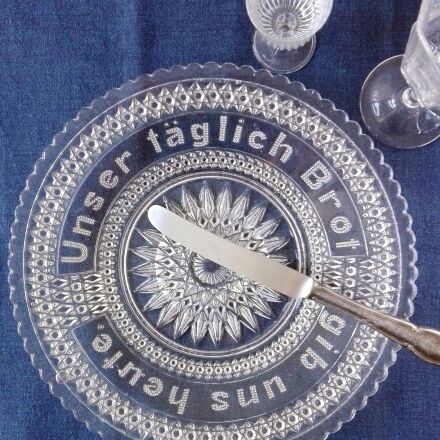 Unser täglich Brot
gib uns heute.